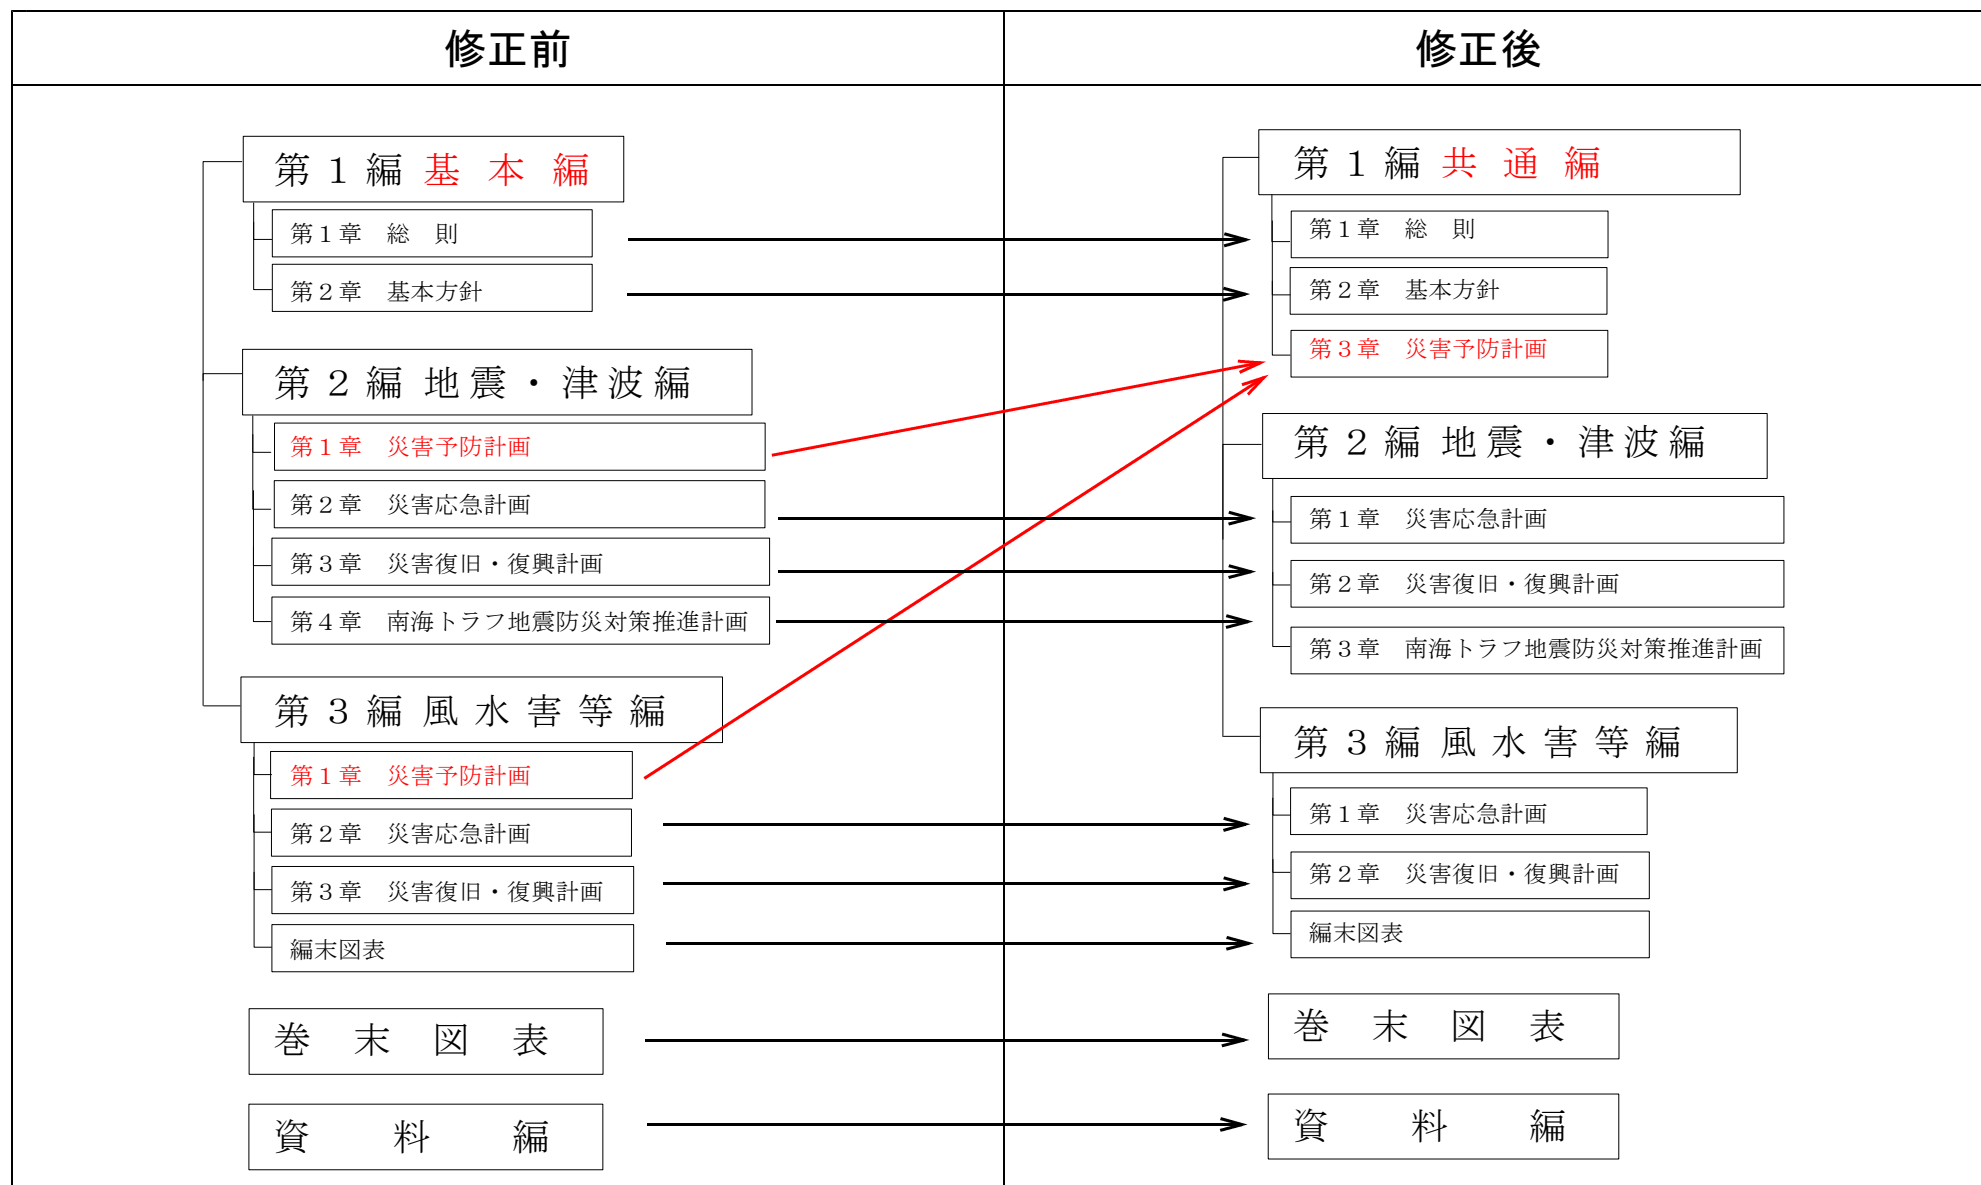 修正前
第１編 基本編
第１章　総　則
第２章　基本方針
第２編 地震・津波編
第１章　災害予防計画
第２章　災害応急計画
第３章　災害復旧・復興計画
第４章　南海トラフ地震防災対策推進計画
第３編 風水害等編
第１章　災害予防計画
第２章　災害応急計画
第３章　災害復旧・復興計画
編末図表
巻末図表
資料編
修正後
第１編 共通編
第１章　総　則
第２章　基本方針
第３章　災害予防計画
第２編 地震・津波編
第１章　災害応急計画
第２章　災害復旧・復興計画
第３章　南海トラフ地震防災対策推進計画
第３編 風水害等編
第１章　災害応急計画
第２章　災害復旧・復興計画
編末図表
巻末図表
資料編